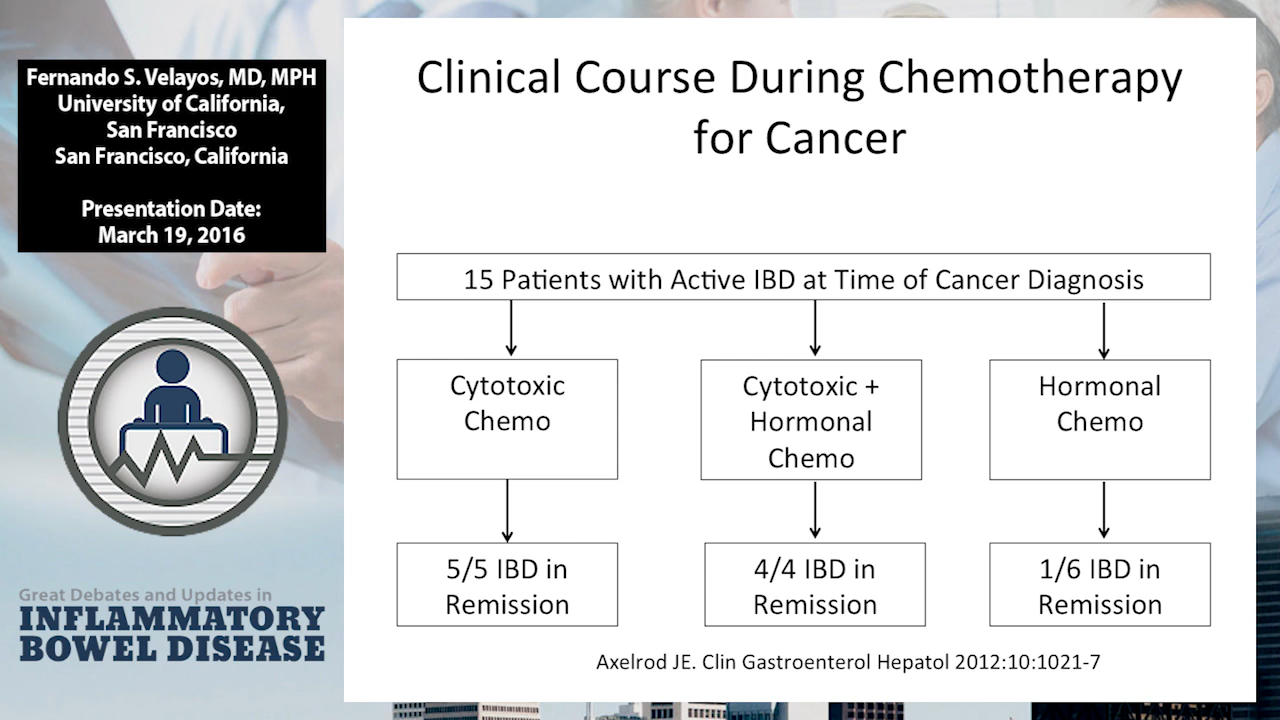 Fernando S. Velayos, MD, MPH
University of California,
San Francisco
San Francisco, California
Presentation Date:
March 19, 2016
Great Debates and Updates in
INFLAMMATORY
BOWEL DISEASE
Clinical Course During Chemotherapy
for Cancer
15 Patients with Active IBD at Time of Cancer Diagnosis
Cytotoxic
Chemo
Cytotoxic +
Hormonal
Chemo
Hormonal
Chemo
5/5 IBD in
Remission
4/4 IBD in
Remission
1/6 IBD in
Remission
Axelrod JE. Clin Gastroenterol Hepatol 2012:10:1021-7